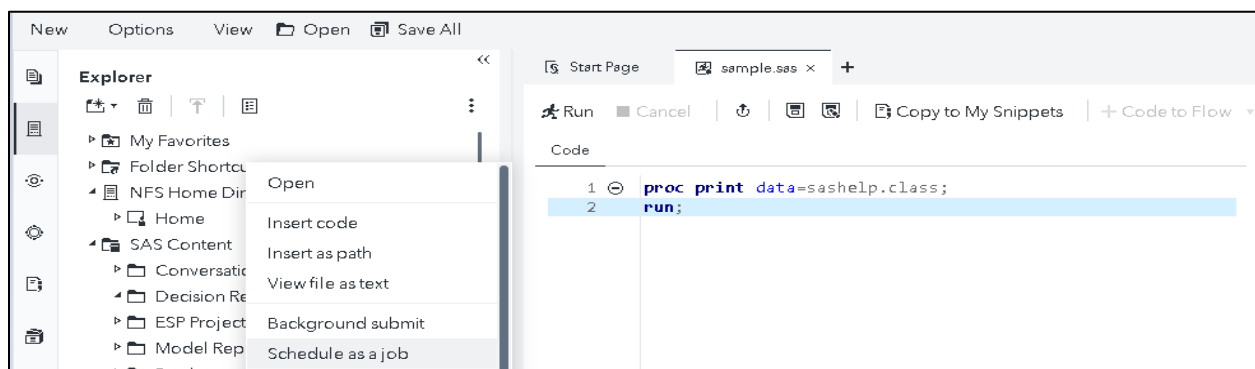 New Options View Open Save All
Explorer
My Favorites
Folder Shortcu
NFS Home Dir
Home
SAS Content
Conversatic
Decision Re
ESP Project
Model Rep
Open
Insert code
Insert as path
View file as text
Background submit
Schedule as a job
Start Page sample.sas × +
Run Cancel Copy to My Snippets + Code to Flow
Code
1 proc print data=sashelp.class;
2 run;